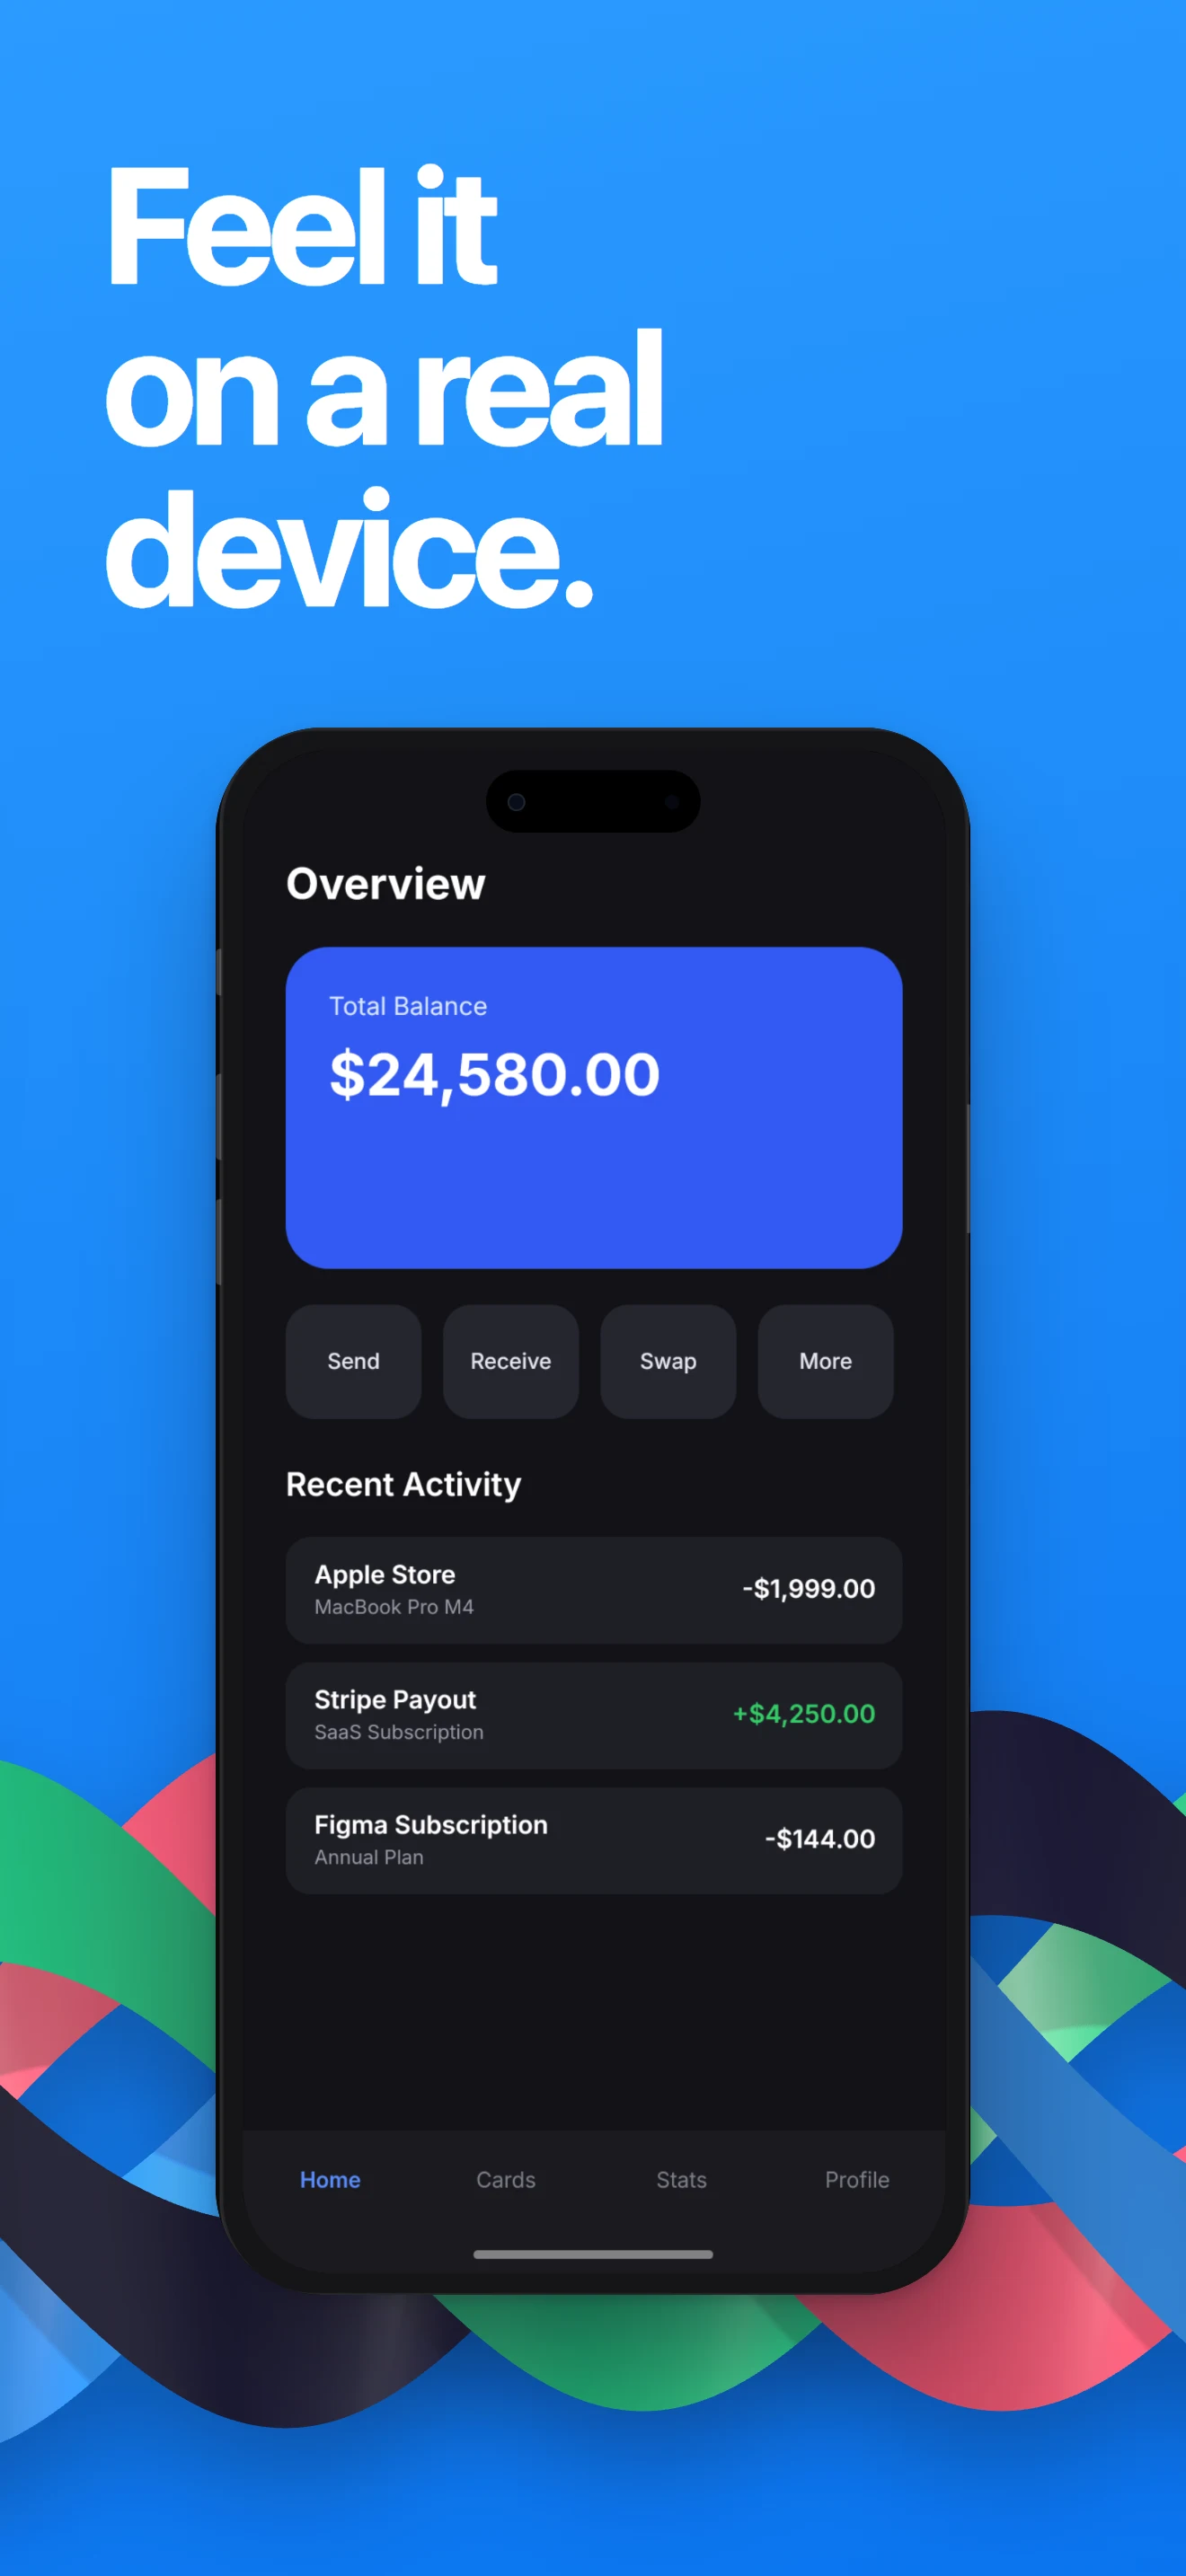 Feel it
on a real
device.
Overview
Total Balance
$24,580.00
Send Receive Swap More
Recent Activity
Apple Store
MacBook Pro M4
-$1,999.00
Stripe Payout
SaaS Subscription
+$4,250.00
Figma Subscription
Annual Plan
-$144.00
Home Cards Stats Profile